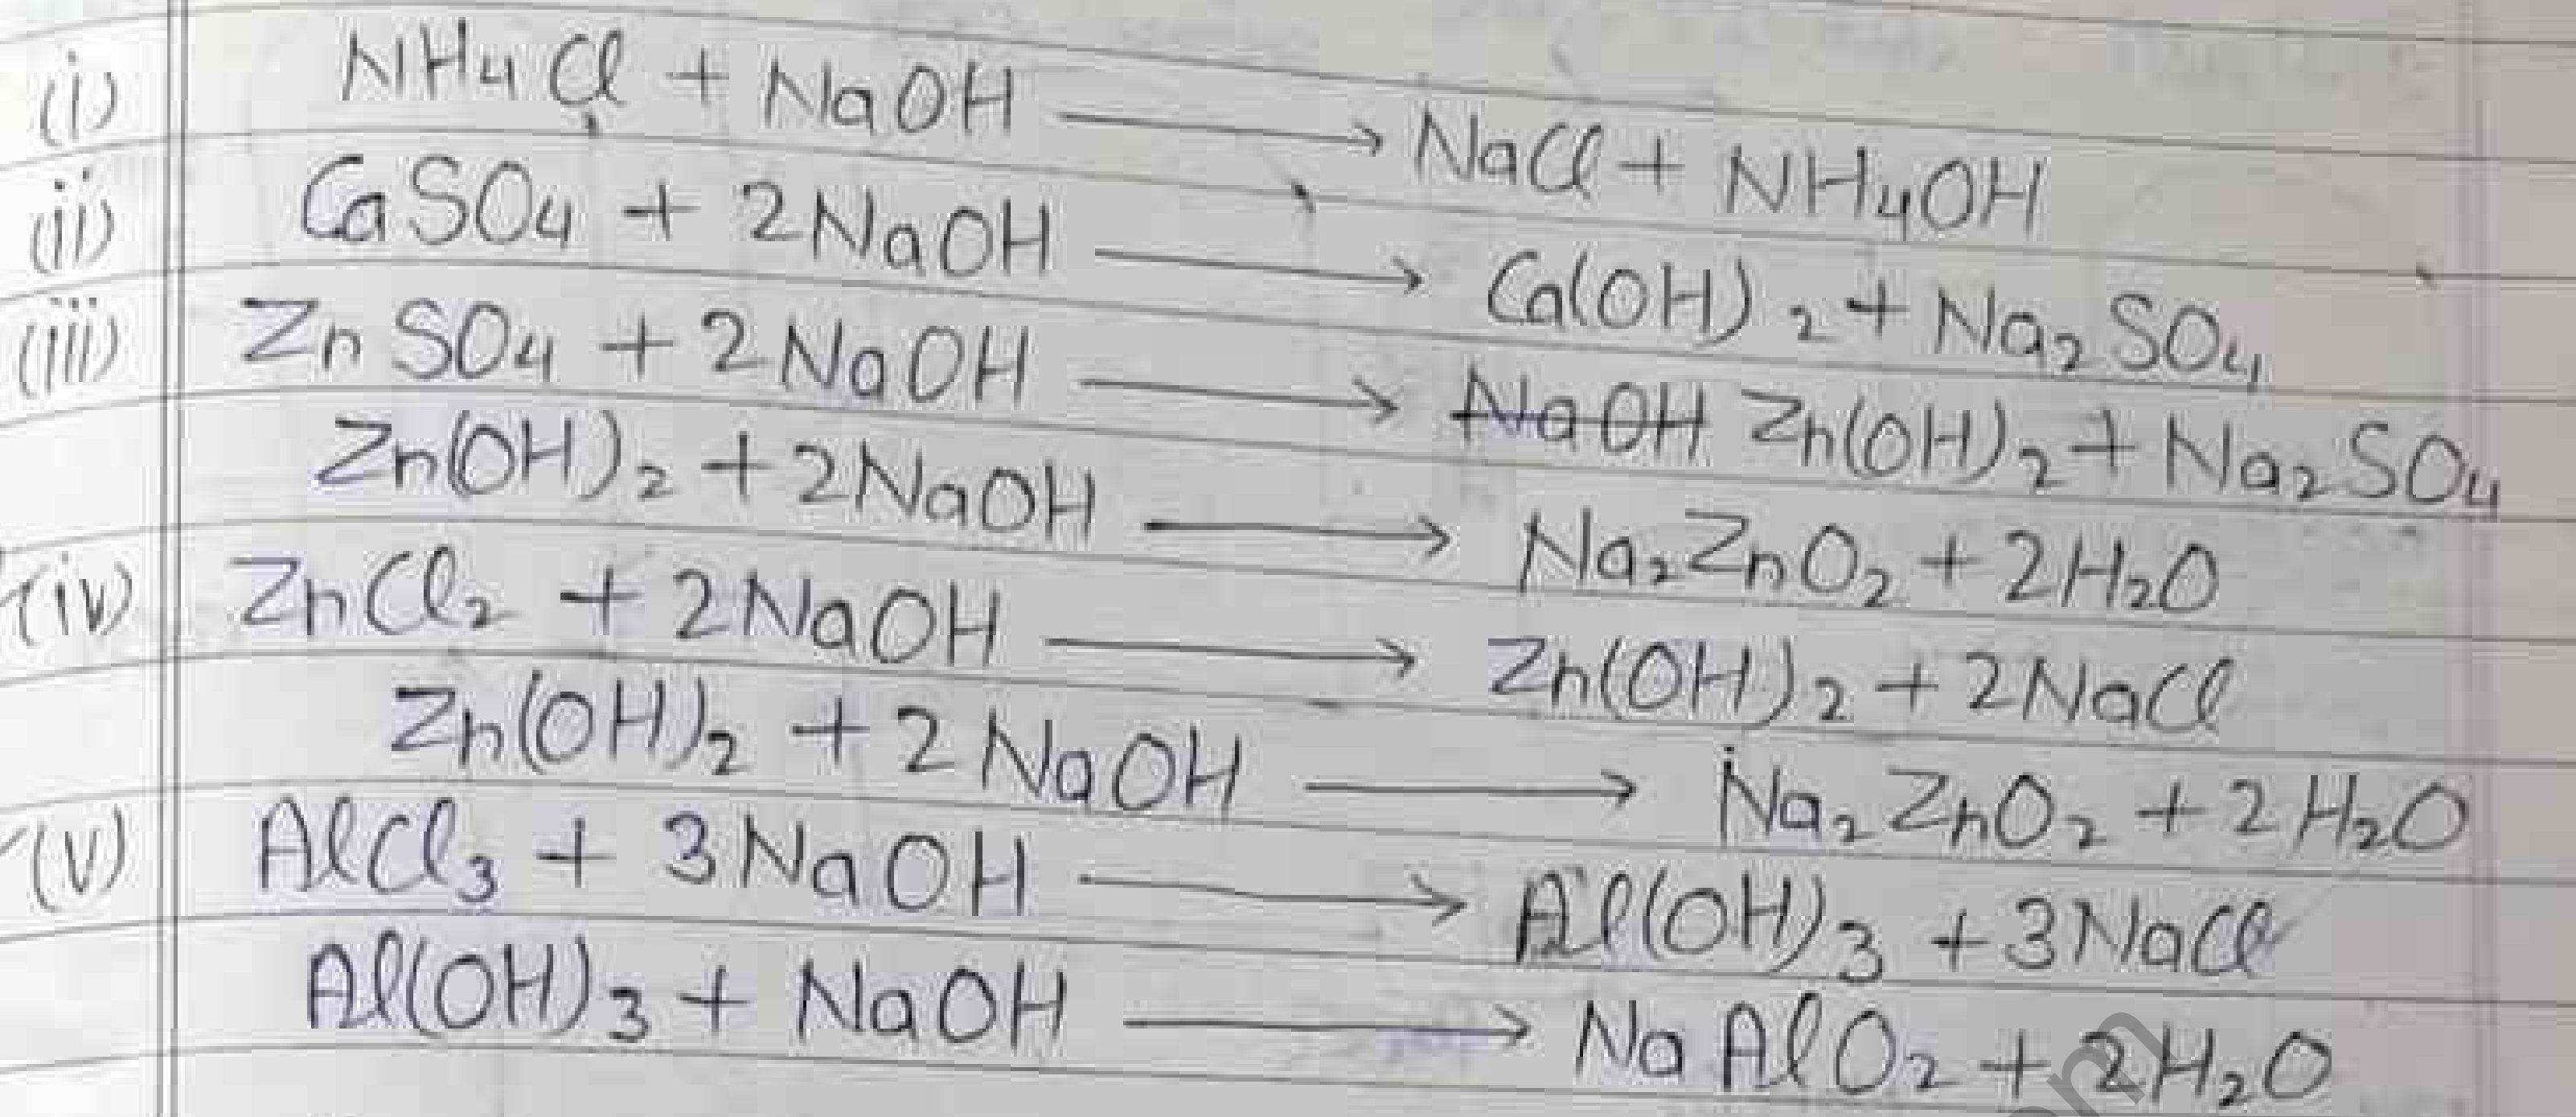 (i) NH4Cl + NaOH ⟶ NaCl + NH4OH
(ii) CaSO4 + 2NaOH ⟶ Ca(OH)2 + Na2SO4
(iii) ZnSO4 + 2NaOH ⟶ NaOH Zn(OH)2 + Na2SO4
Zn(OH)2 + 2NaOH ⟶ Na2ZnO2 + 2H2O
(iv) ZnCl2 + 2NaOH ⟶ Zn(OH)2 + 2NaCl
Zn(OH)2 + 2NaOH ⟶ Na2ZnO2 + 2H2O
(v) AlCl3 + 3NaOH ⟶ Al(OH)3 + 3NaCl
Al(OH)3 + NaOH ⟶ NaAlO2 + 2H2O